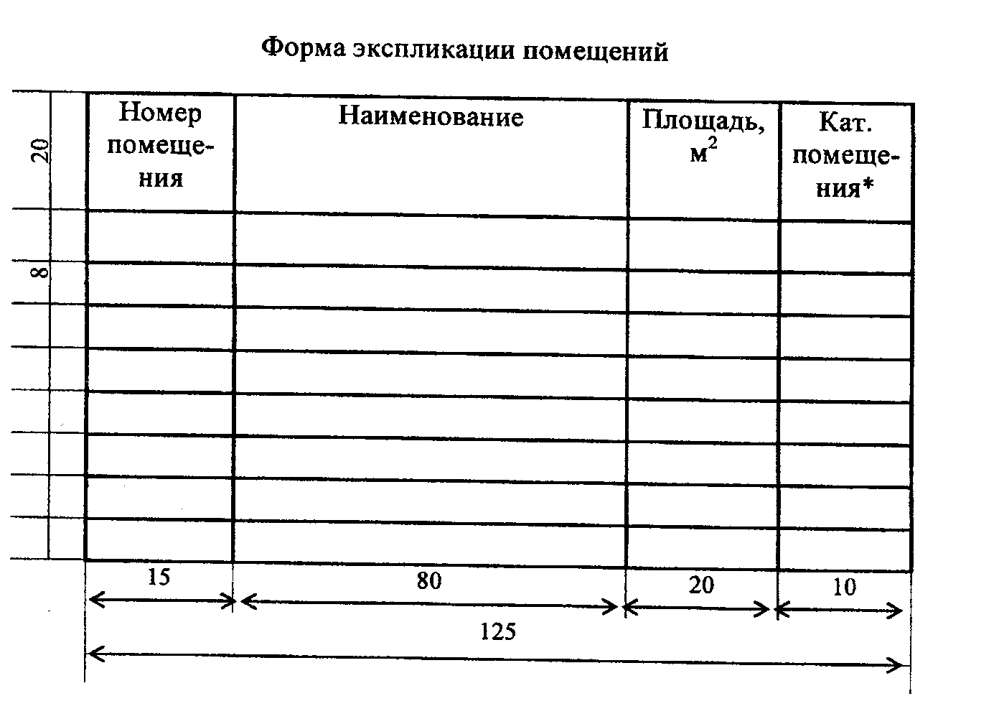 Форма экспликации помещений
Номер
помеще-
ния
Наименование
Площадь,
м²
Кат.
помеще-
ния*
20
8
15
80
20
10
125